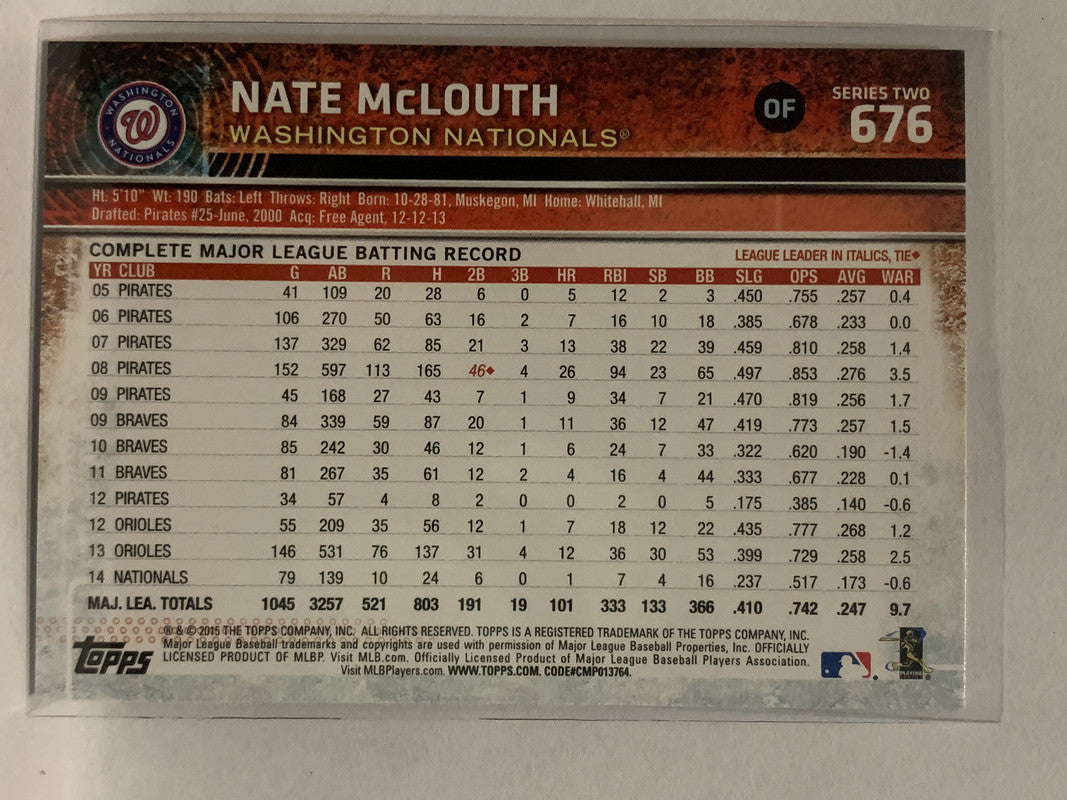 WASHINGTON
W
NATIONALS
TM
NATE McLOUTH
WASHINGTON NATIONALS®
OF
SERIES TWO
676
Ht: 5'10" Wt: 190 Bats: Left Throws: Right Born: 10-28-81, Muskegon, MI Home: Whitehall, MI
Drafted: Pirates #25-June, 2000 Acq: Free Agent, 12-12-13
COMPLETE MAJOR LEAGUE BATTING RECORD LEAGUE LEADER IN ITALICS, TIE◆
YR CLUB G AB R H 2B 3B HR RBI SB BB SLG OPS AVG WAR
05 PIRATES 41 109 20 28 6 0 5 12 2 3 .450 .755 .257 0.4
06 PIRATES 106 270 50 63 16 2 7 16 10 18 .385 .678 .233 0.0
07 PIRATES 137 329 62 85 21 3 13 38 22 39 .459 .810 .258 1.4
08 PIRATES 152 597 113 165 46◆ 4 26 94 23 65 .497 .853 .276 3.5
09 PIRATES 45 168 27 43 7 1 9 34 7 21 .470 .819 .256 1.7
09 BRAVES 84 339 59 87 20 1 11 36 12 47 .419 .773 .257 1.5
10 BRAVES 85 242 30 46 12 1 6 24 7 33 .322 .620 .190 -1.4
11 BRAVES 81 267 35 61 12 2 4 16 4 44 .333 .677 .228 0.1
12 PIRATES 34 57 4 8 2 0 0 2 0 5 .175 .385 .140 -0.6
12 ORIOLES 55 209 35 56 12 1 7 18 12 22 .435 .777 .268 1.2
13 ORIOLES 146 531 76 137 31 4 12 36 30 53 .399 .729 .258 2.5
14 NATIONALS 79 139 10 24 6 0 1 7 4 16 .237 .517 .173 -0.6
MAJ. LEA. TOTALS 1045 3257 521 803 191 19 101 333 133 366 .410 .742 .247 9.7
Topps
® & © 2015 THE TOPPS COMPANY, INC. ALL RIGHTS RESERVED. TOPPS IS A REGISTERED TRADEMARK OF THE TOPPS COMPANY, INC.
Major League Baseball trademarks and copyrights are used with permission of Major League Baseball Properties, Inc. OFFICIALLY
LICENSED PRODUCT OF MLBP. Visit MLB.com. Officially Licensed Product of Major League Baseball Players Association.
Visit MLBPlayers.com. WWW.TOPPS.COM. CODE#CMP013764.